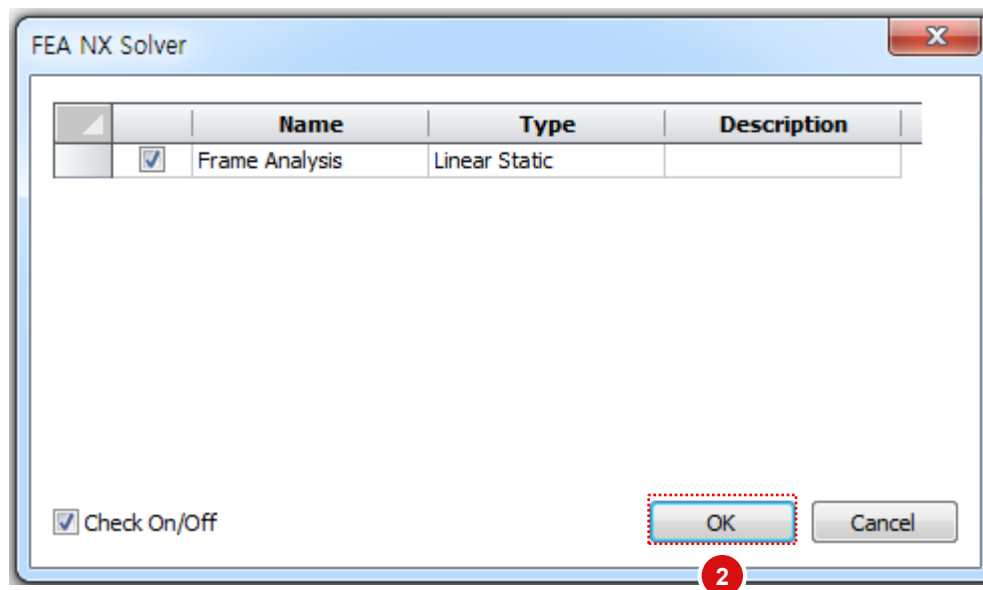 FEA NX Solver
Name Type Description
Frame Analysis Linear Static
Check On/Off OK Cancel
2